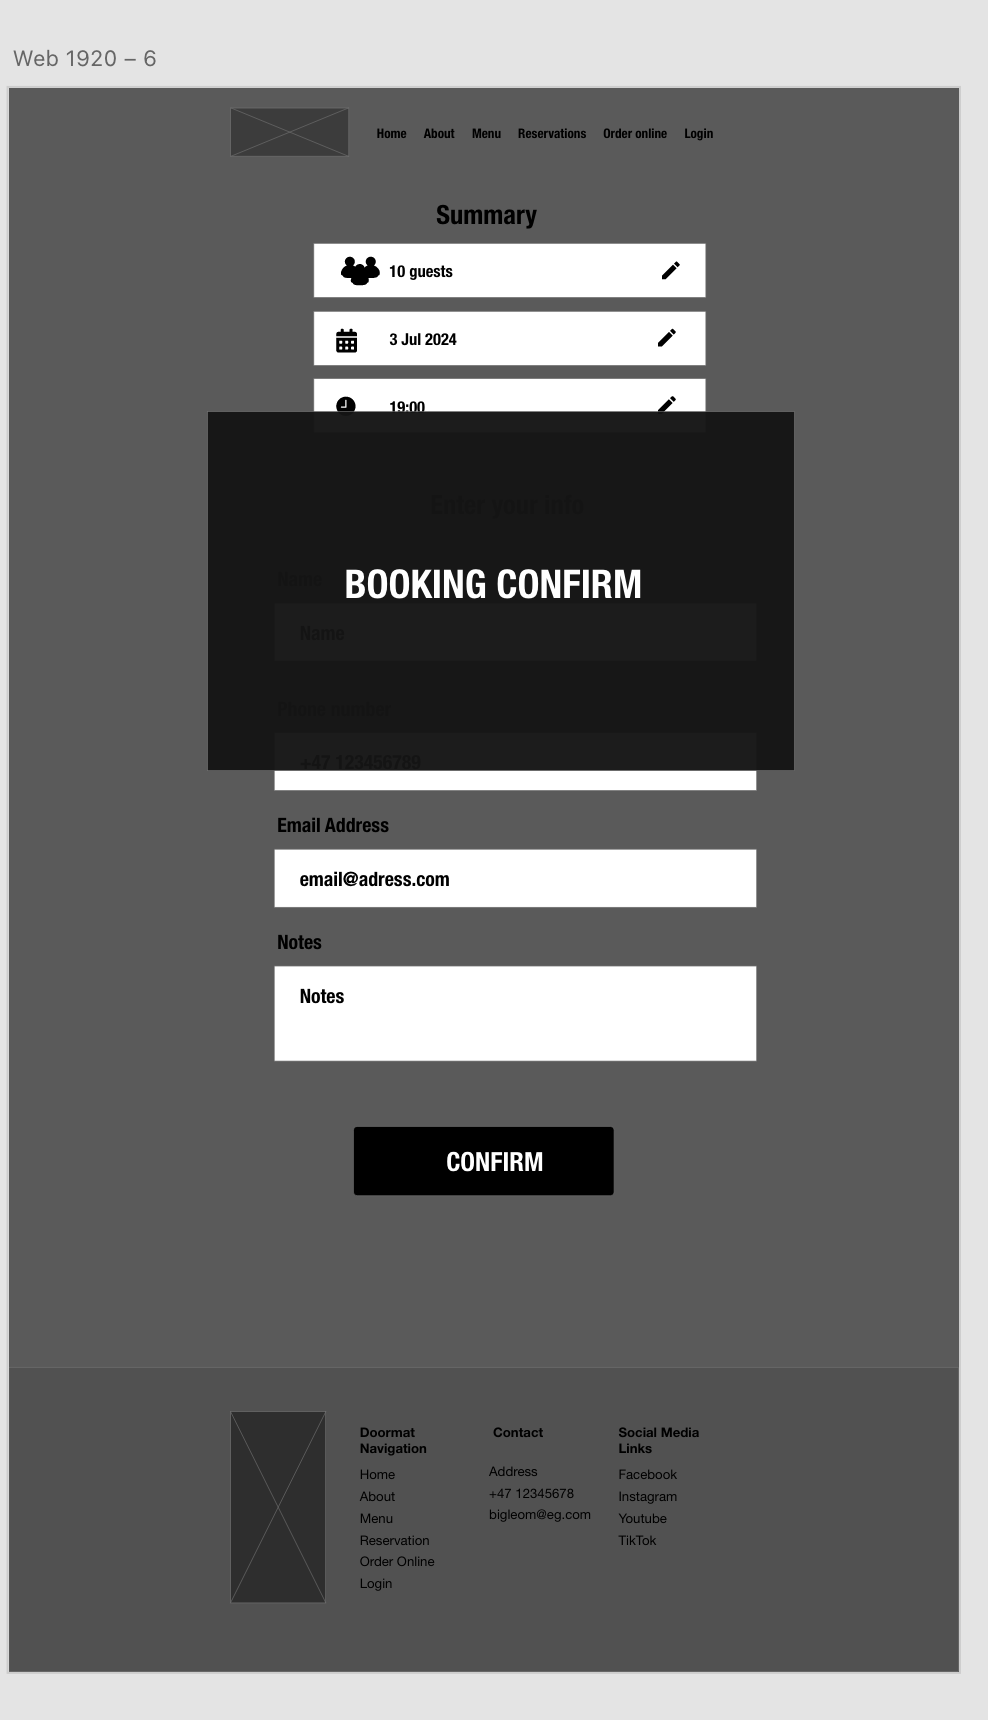 Web 1920 – 6
Home About Menu Reservations Order online Login
Summary
10 guests
3 Jul 2024
19:00
Enter your info
Name
BOOKING CONFIRM
Name
Phone number
+47 123456789
Email Address
email@adress.com
Notes
Notes
CONFIRM
Doormat
Navigation
Home
About
Menu
Reservation
Order Online
Login
Contact
Address
+47 12345678
bigleom@eg.com
Social Media
Links
Facebook
Instagram
Youtube
TikTok